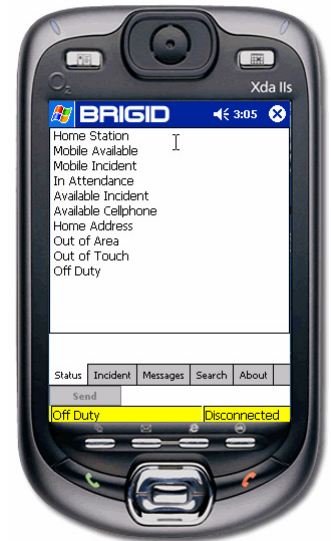 O2
Xda IIs
BRIGID 3:05
Home Station
Mobile Available
Mobile Incident
In Attendance
Available Incident
Available Cellphone
Home Address
Out of Area
Out of Touch
Off Duty
Status Incident Messages Search About
Send
Off Duty Disconnected